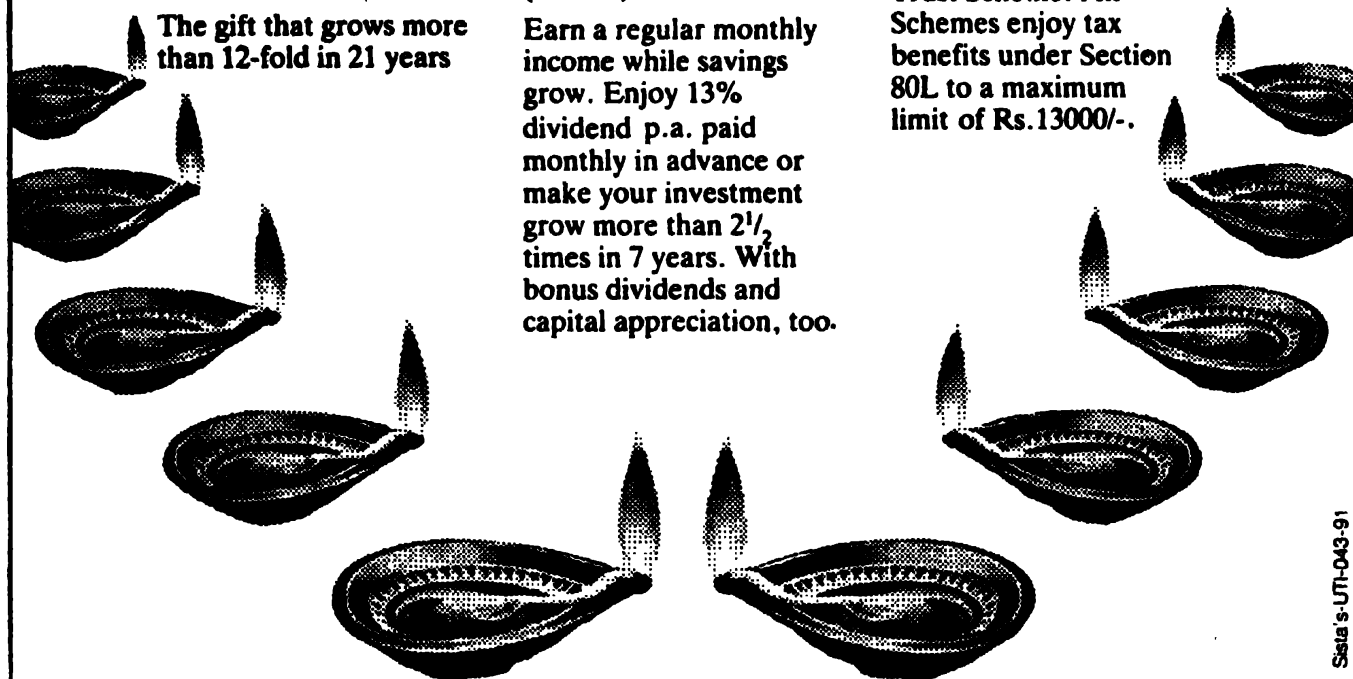 The gift that grows more
than 12-fold in 21 years
Earn a regular monthly
income while savings
grow. Enjoy 13%
dividend p.a. paid
monthly in advance or
make your investment
grow more than 2 1/2
times in 7 years. With
bonus dividends and
capital appreciation, too.
Schemes enjoy tax
benefits under Section
80L to a maximum
limit of Rs.13000/-.
Sista's-UTI-043-91